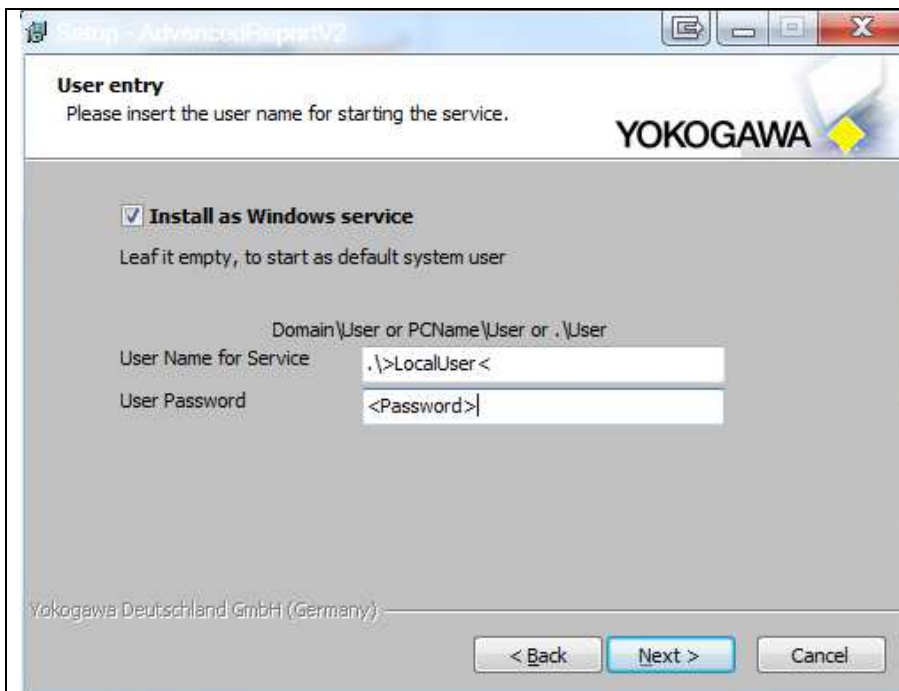 Setup - AdvancedReportV2
User entry
Please insert the user name for starting the service.
YOKOGAWA
Install as Windows service
Leaf it empty, to start as default system user
Domain\User or PCName\User or .\User
User Name for Service .\>LocalUser<
User Password <Password>
Yokogawa Deutschland GmbH (Germany)
< Back Next > Cancel